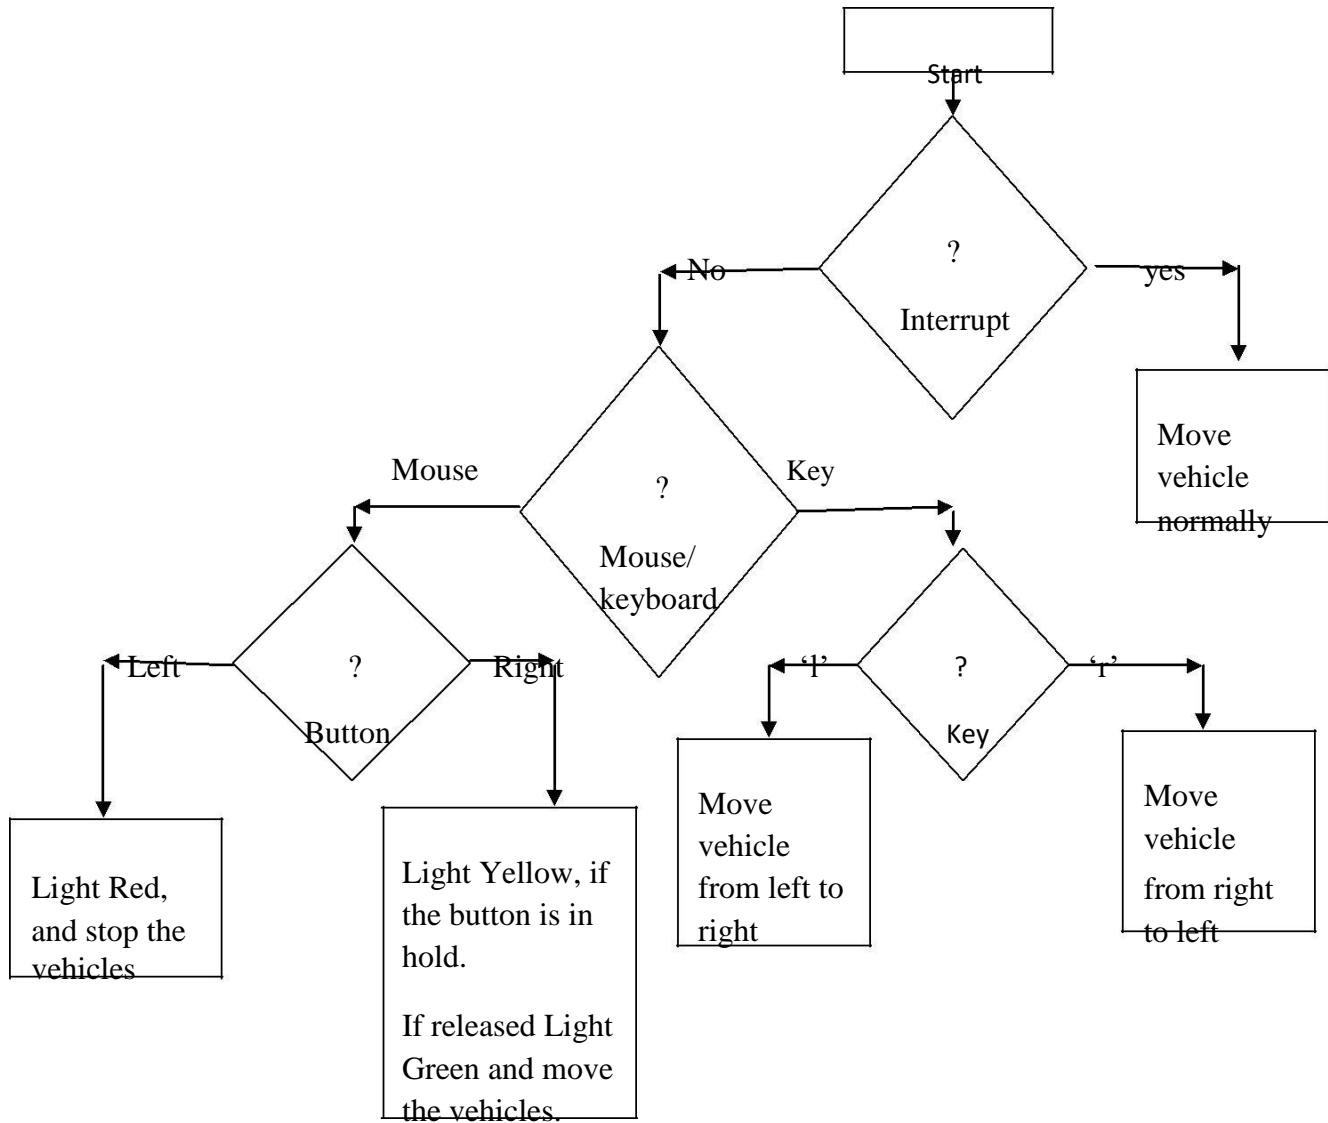 Start
?
No
yes
Interrupt
Move
vehicle
normally
Mouse
Key
?
Mouse/
keyboard
Left
?
Right
Button
‘l’
?
‘r’
Key
Light Red,
and stop the
vehicles
Light Yellow, if
the button is in
hold.
If released Light
Green and move
the vehicles.
Move
vehicle
from left to
right
Move
vehicle
from right
to left